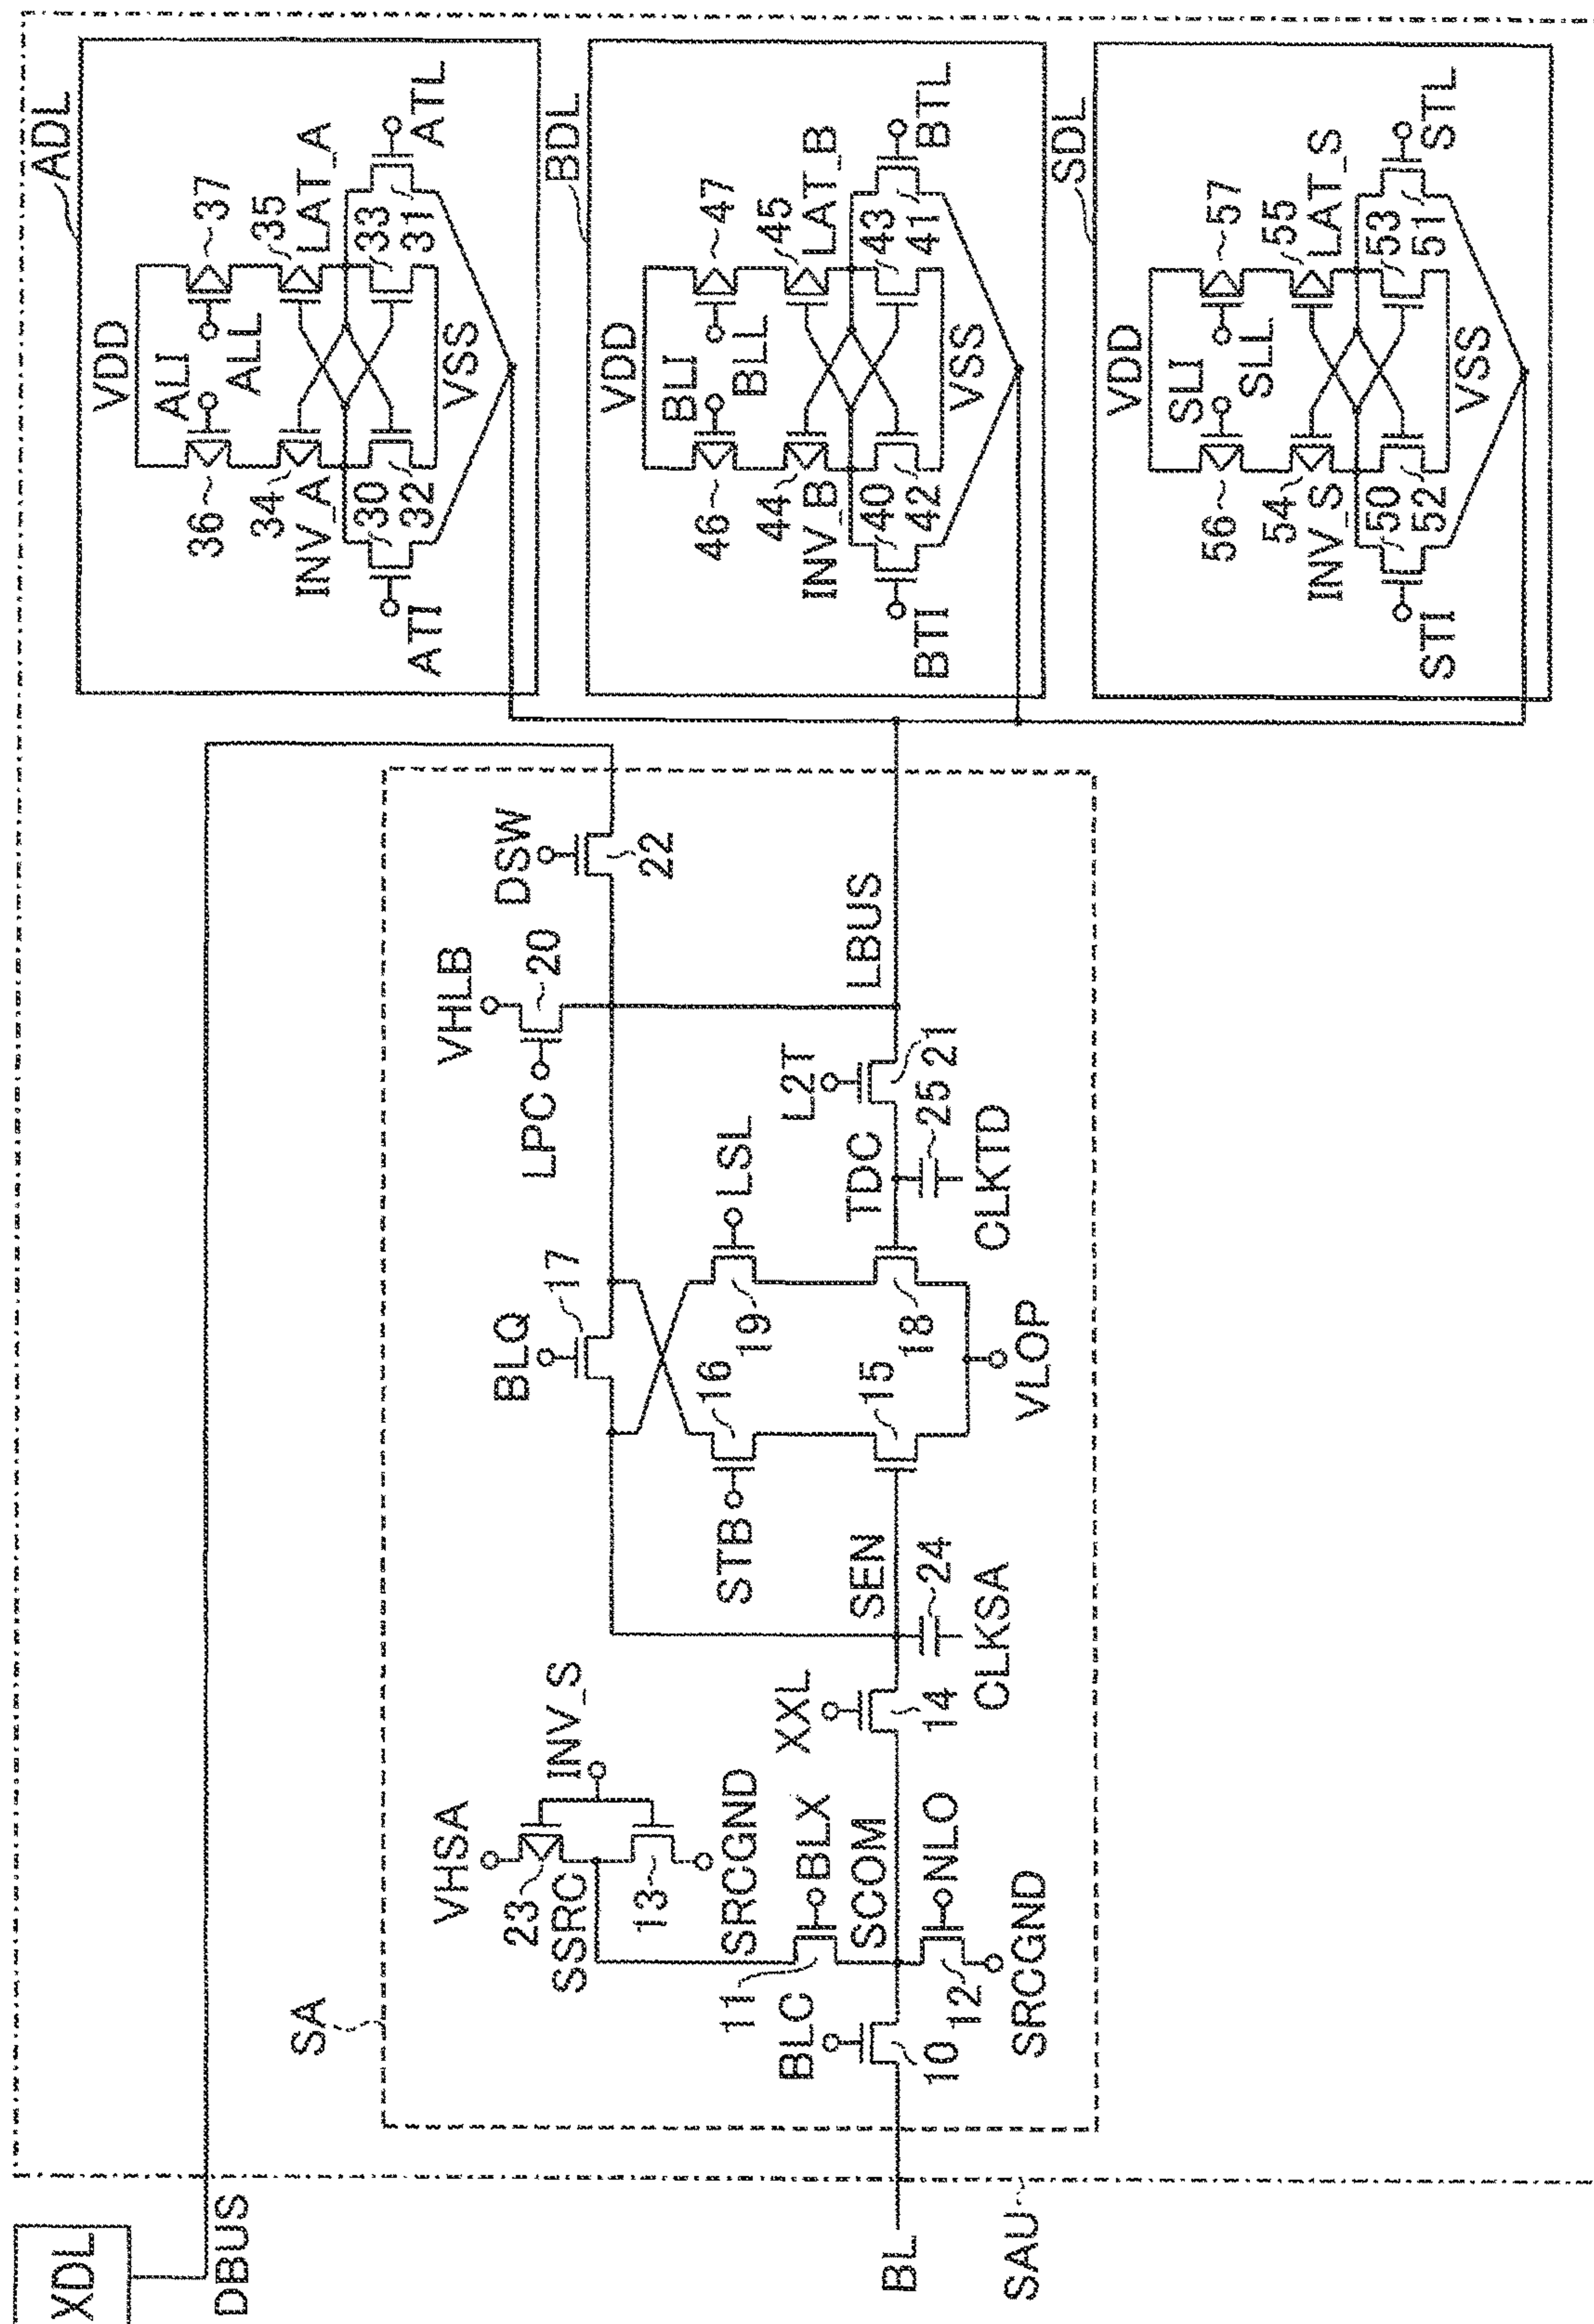 XDL
DBUS
BL
SAU
SA
VHSA
23
SSRC
13
INV_S
SRCGND
11
BLX
BLC
10
SCOM
12
NLO
SRCGND
XXL
14
SEN
24
CLKSA
BLQ
17
STB
16
19
LSL
15
18
VLOP
TDC
25
CLKTD
L2T
21
LPC
VHLB
20
DSW
22
LBUS
ADL
VDD
ALI
ALL
36
37
34
35
INV_A
LAT_A
30
33
32
31
ATI
ATL
VSS
BDL
VDD
BLI
BLL
46
47
44
45
INV_B
LAT_B
40
43
42
41
BTI
BTL
VSS
SDL
VDD
SLI
SLL
56
57
54
55
INV_S
LAT_S
50
53
52
51
STI
STL
VSS